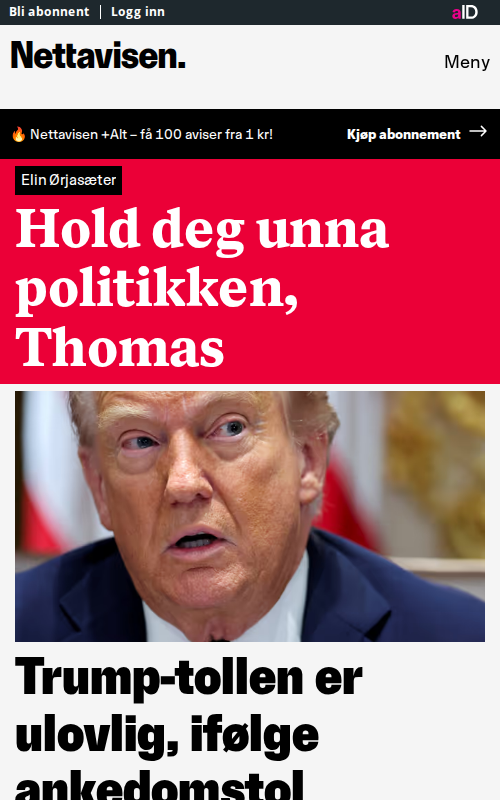 Bli abonnent | Logg inn
aID
Nettavisen.
Meny
🔥 Nettavisen +Alt – få 100 aviser fra 1 kr!
Kjøp abonnement →
Elin Ørjasæter
Hold deg unna
politikken,
Thomas
Trump-tollen er
ulovlig, ifølge
ankedomstol